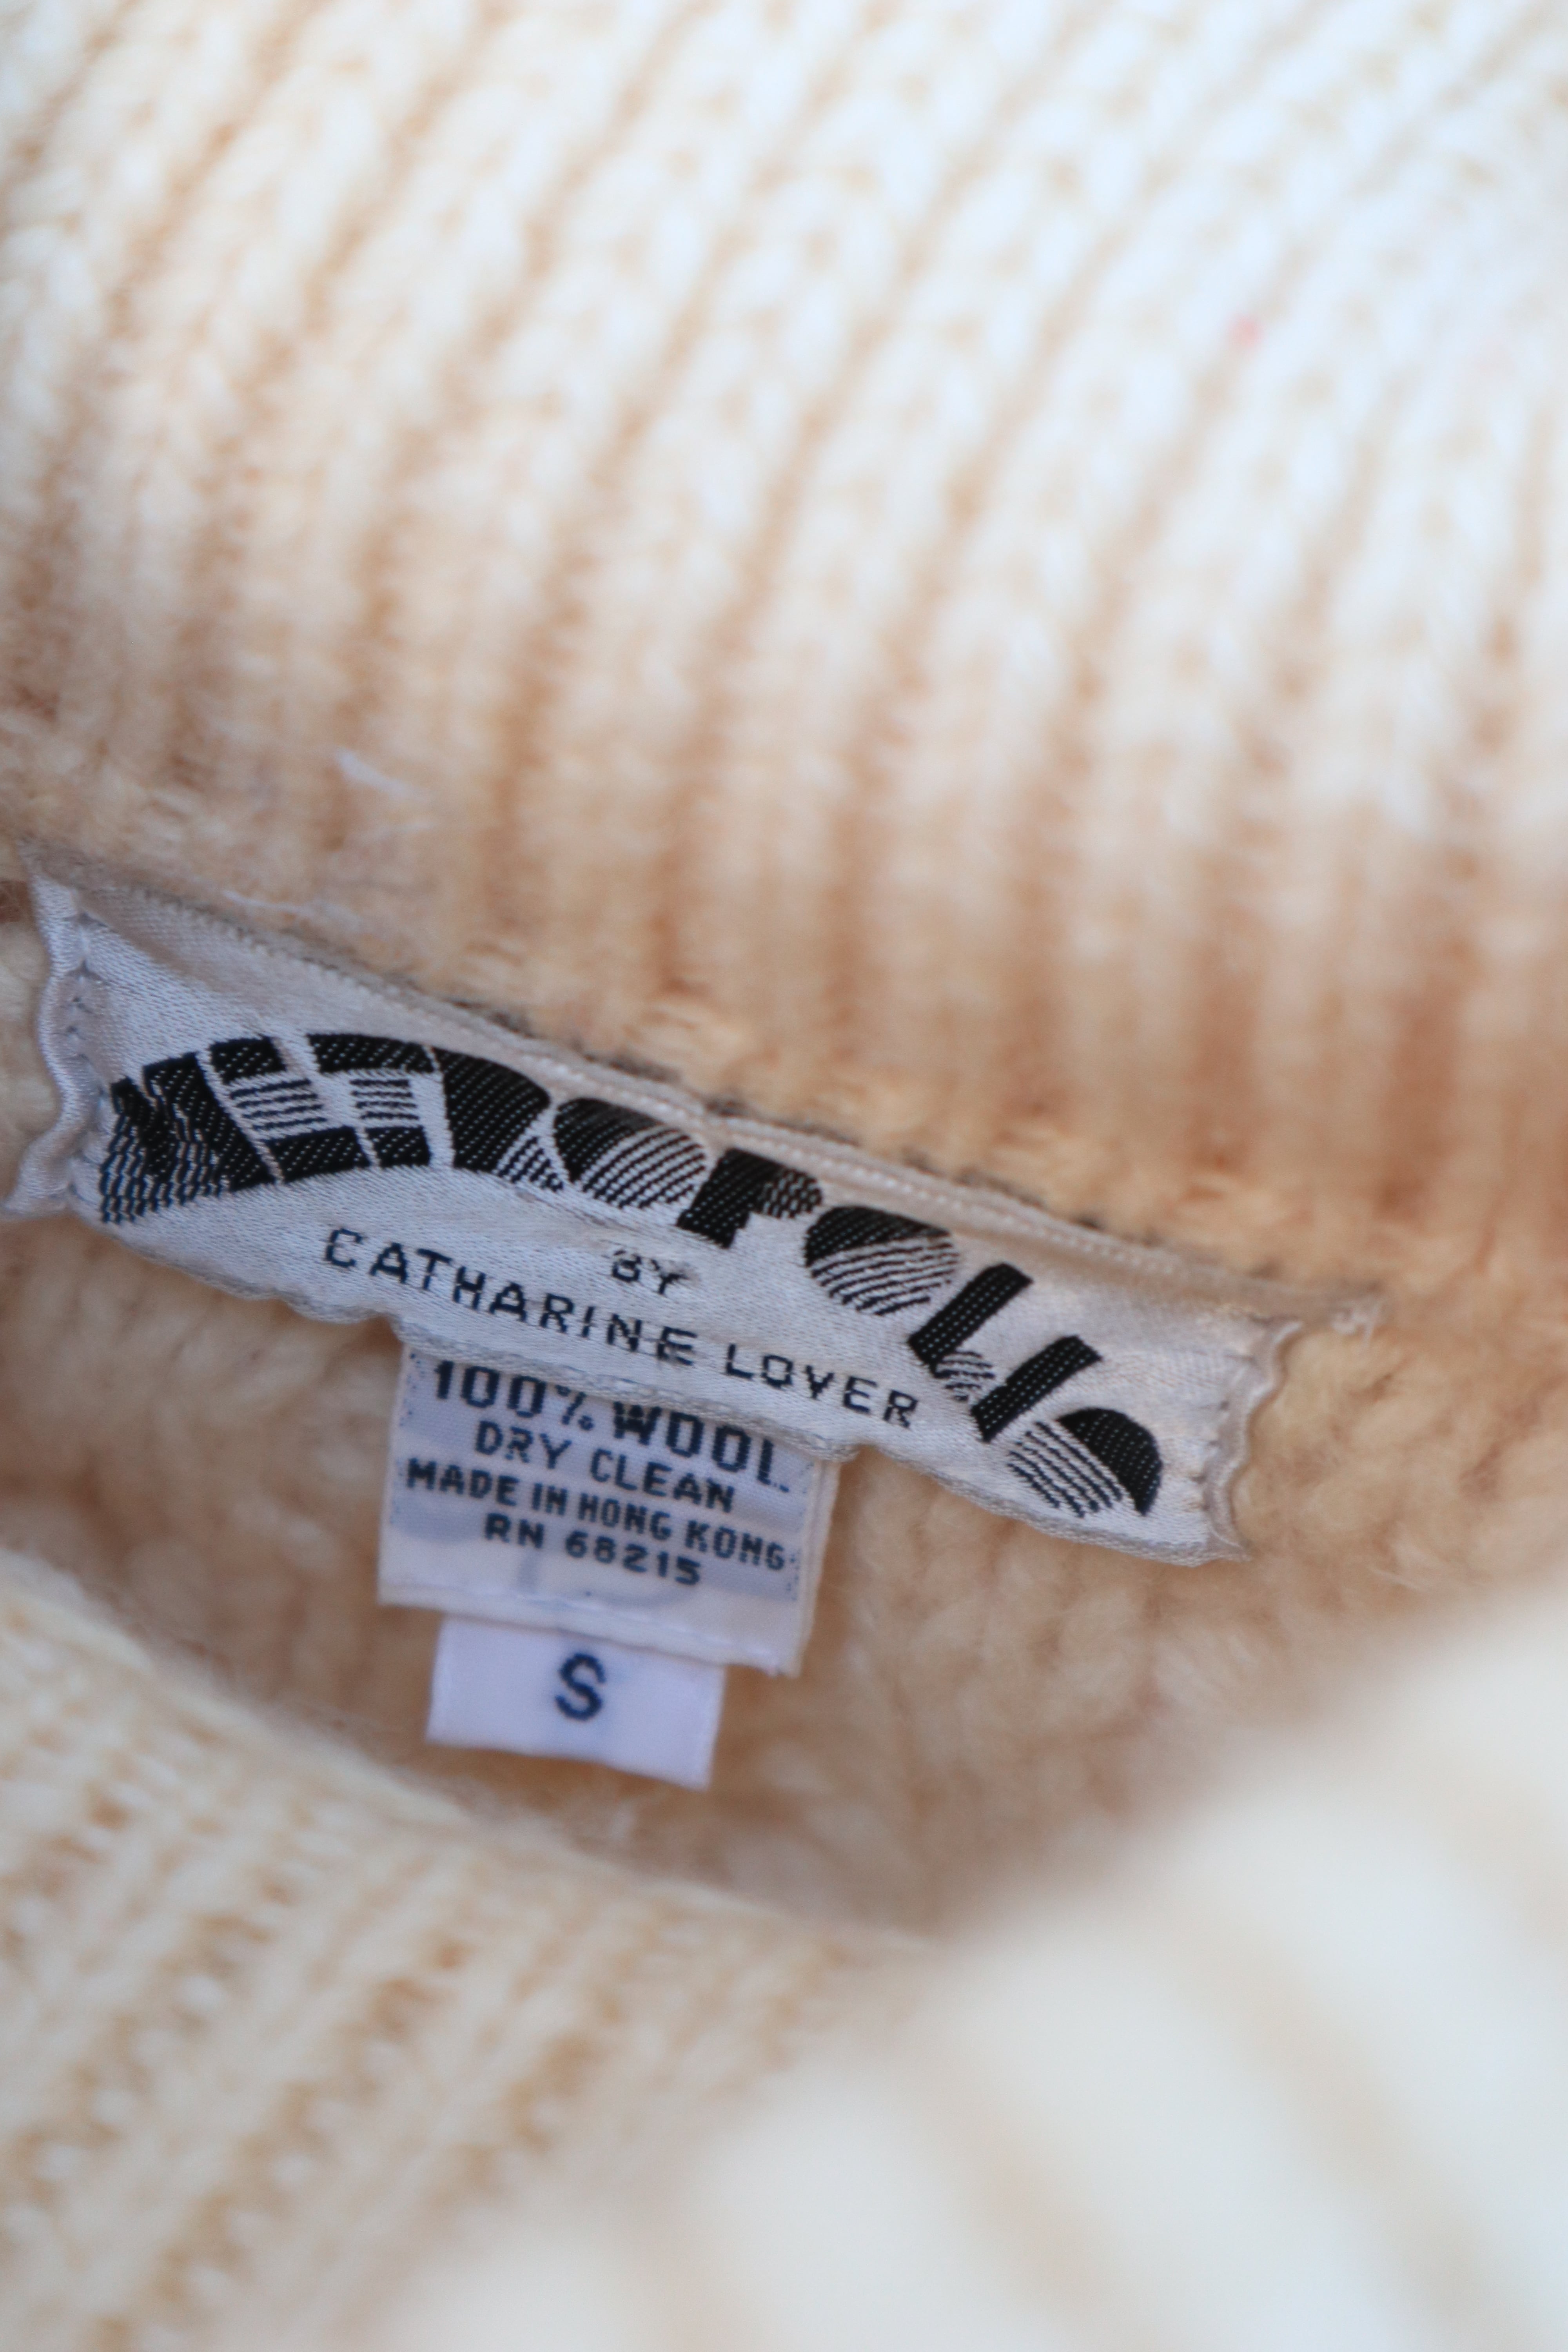 METROPOLIS
BY
CATHARINE LOVER
100% WOOL
DRY CLEAN
MADE IN HONG KONG
RN 68215
S